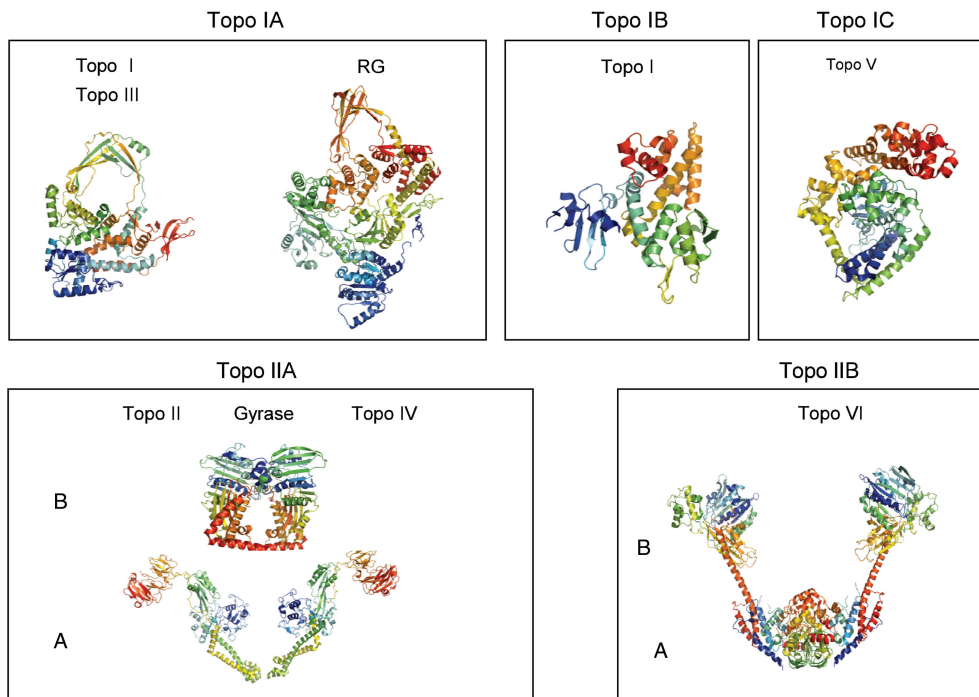 Topo IA
Topo IB
Topo IC
Topo I
Topo III
RG
Topo I
Topo V
Topo IIA
Topo IIB
Topo II
Gyrase
Topo IV
Topo VI
B
A
B
A